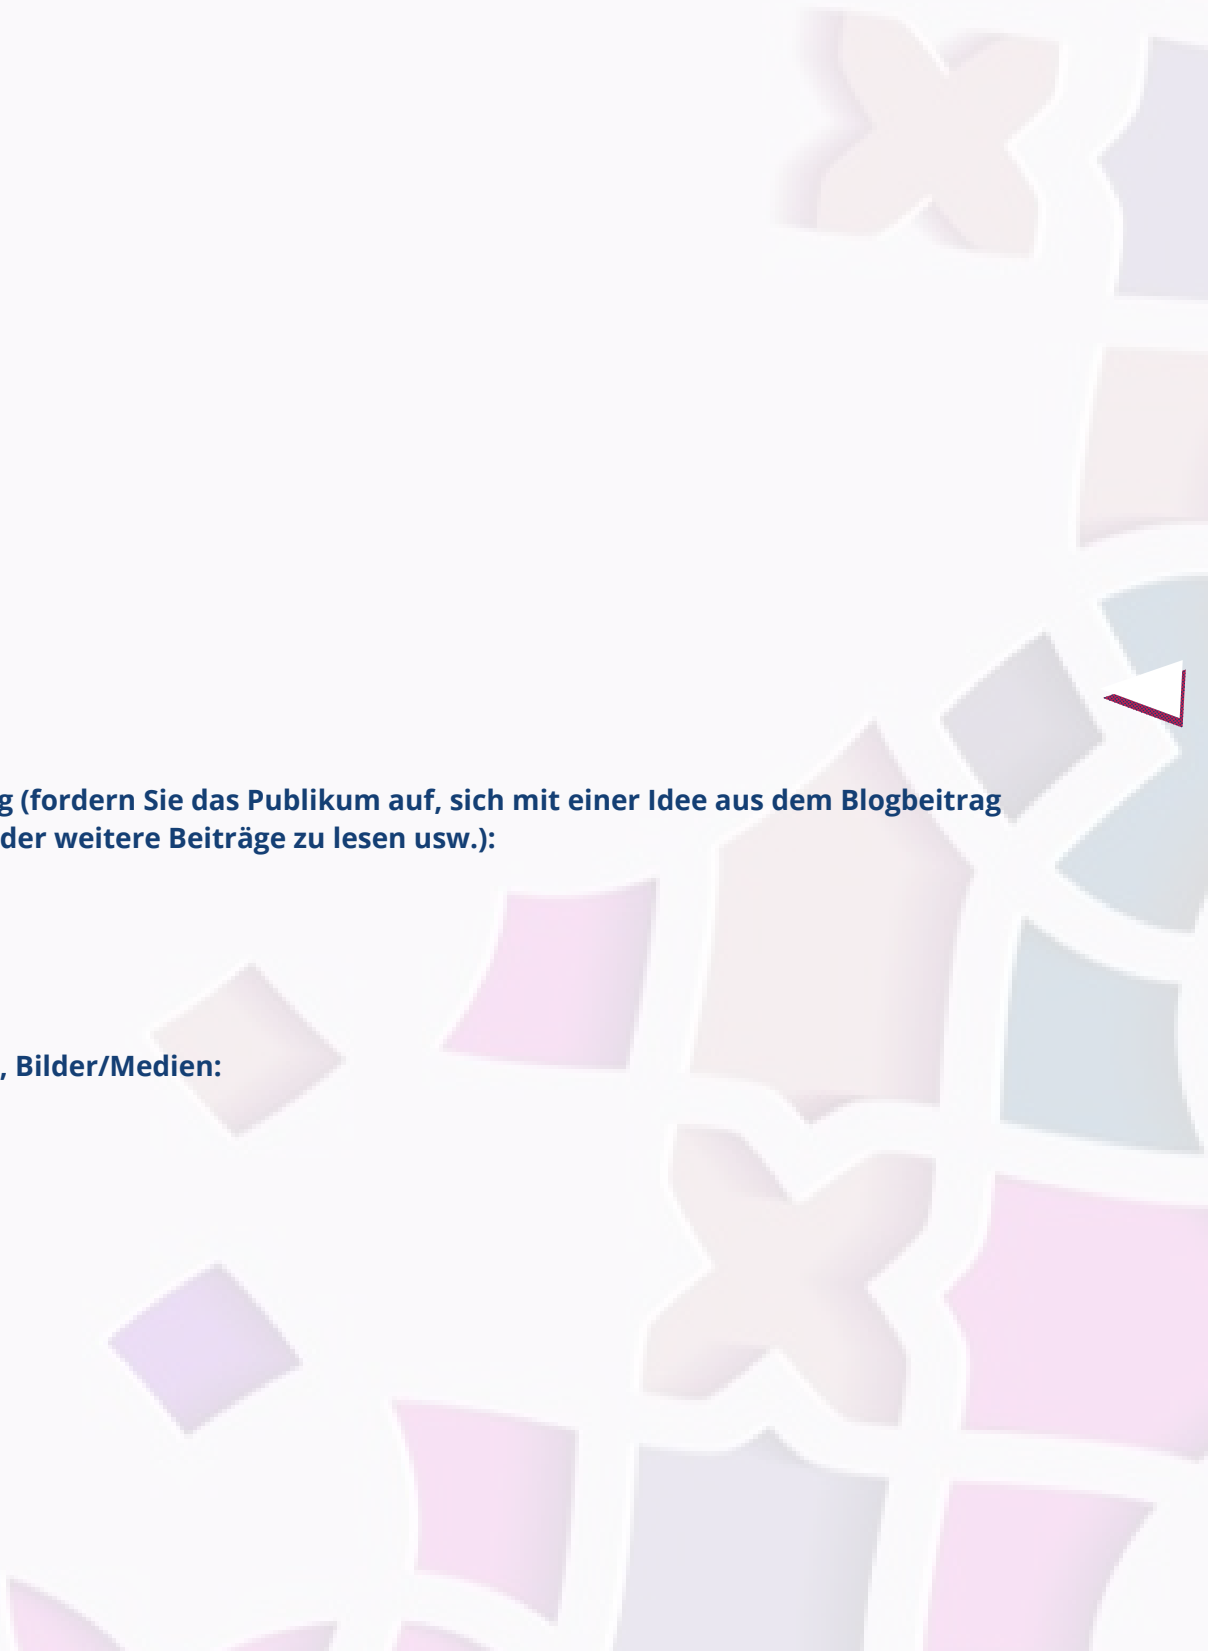 g (fordern Sie das Publikum auf, sich mit einer Idee aus dem Blogbeitrag
der weitere Beiträge zu lesen usw.):
, Bilder/Medien: